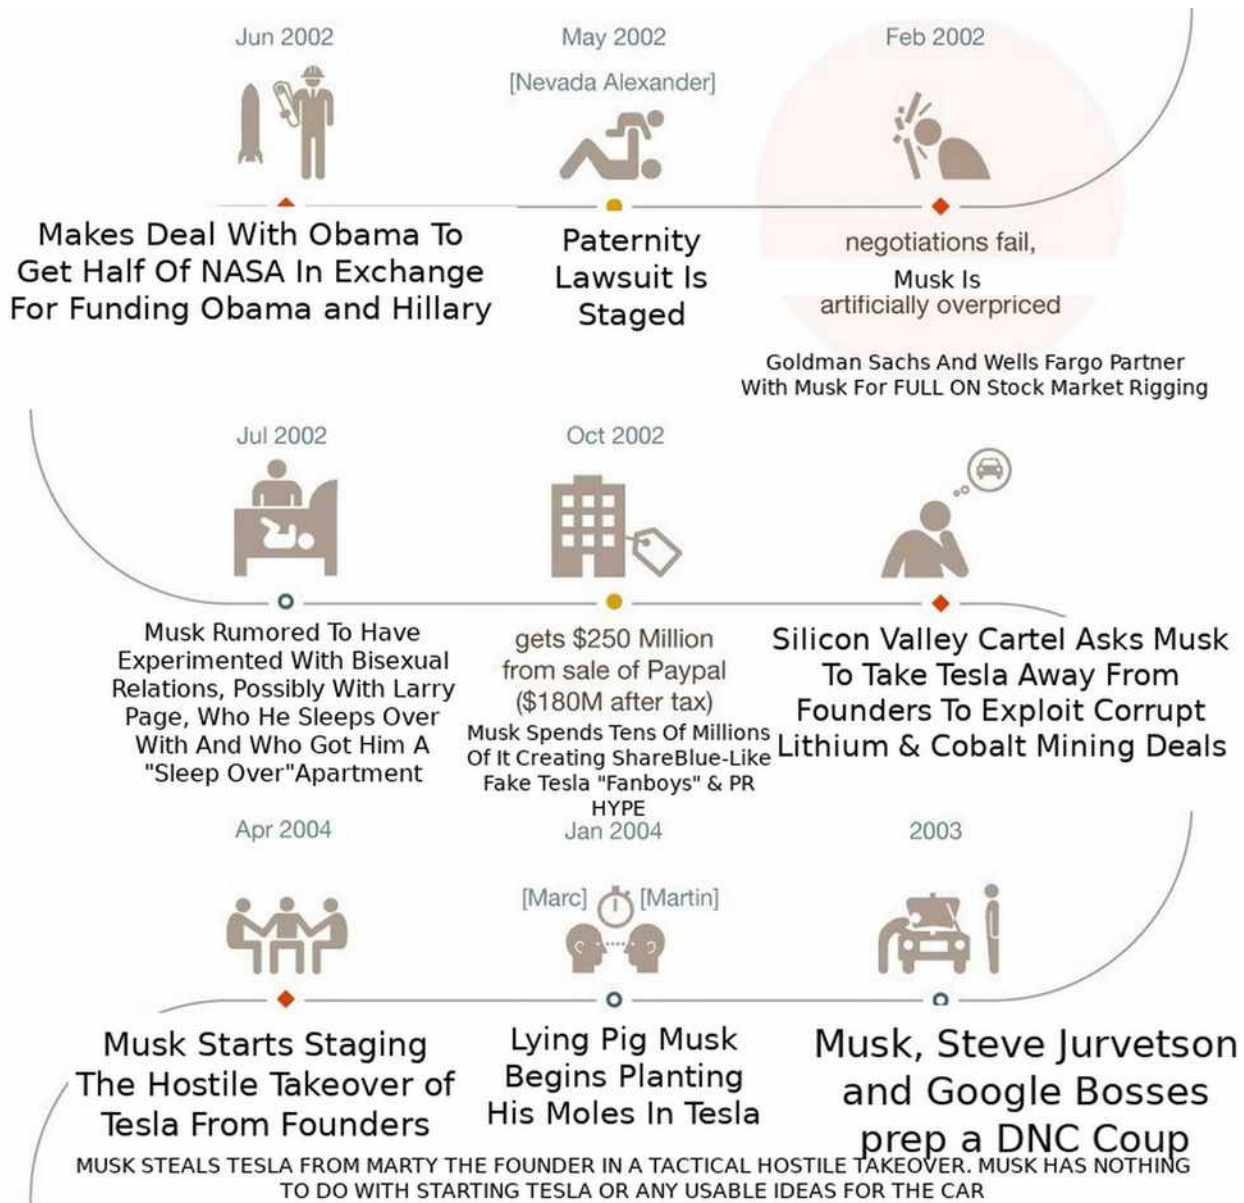 Jun 2002
May 2002
Feb 2002
[Nevada Alexander]
Makes Deal With Obama To
Get Half Of NASA In Exchange
For Funding Obama and Hillary
Paternity
Lawsuit Is
Staged
negotiations fail,
Musk Is
artificially overpriced
Goldman Sachs And Wells Fargo Partner
With Musk For FULL ON Stock Market Rigging
Jul 2002
Oct 2002
Musk Rumored To Have
Experimented With Bisexual
Relations, Possibly With Larry
Page, Who He Sleeps Over
With And Who Got Him A
"Sleep Over"Apartment
gets $250 Million
from sale of Paypal
($180M after tax)
Musk Spends Tens Of Millions
Of It Creating ShareBlue-Like
Fake Tesla "Fanboys" & PR
HYPE
Silicon Valley Cartel Asks Musk
To Take Tesla Away From
Founders To Exploit Corrupt
Lithium & Cobalt Mining Deals
Apr 2004
Jan 2004
2003
[Marc] [Martin]
Musk Starts Staging
The Hostile Takeover of
Tesla From Founders
Lying Pig Musk
Begins Planting
His Moles In Tesla
Musk, Steve Jurvetson
and Google Bosses
prep a DNC Coup
MUSK STEALS TESLA FROM MARTY THE FOUNDER IN A TACTICAL HOSTILE TAKEOVER. MUSK HAS NOTHING
TO DO WITH STARTING TESLA OR ANY USABLE IDEAS FOR THE CAR